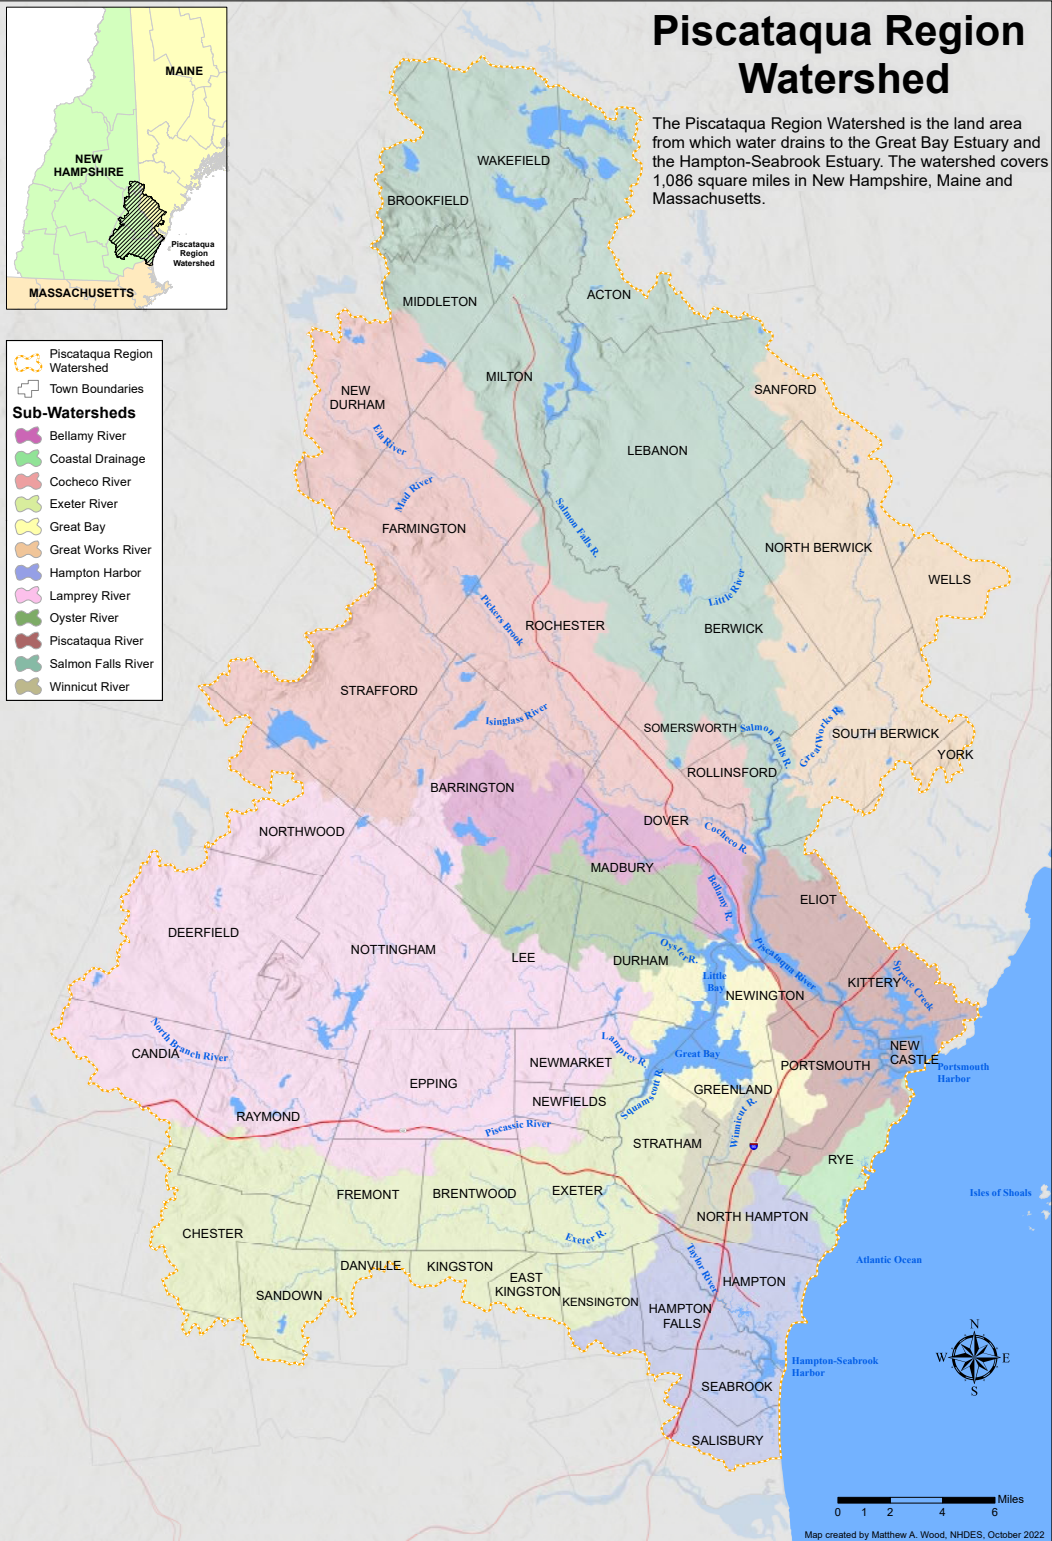 Piscataqua Region
Watershed
The Piscataqua Region Watershed is the land area
from which water drains to the Great Bay Estuary and
the Hampton-Seabrook Estuary. The watershed covers
1,086 square miles in New Hampshire, Maine and
Massachusetts.
MAINE
NEW
HAMPSHIRE
Piscataqua
Region
Watershed
MASSACHUSETTS
Piscataqua Region
Watershed
Town Boundaries
Sub-Watersheds
Bellamy River
Coastal Drainage
Cocheco River
Exeter River
Great Bay
Great Works River
Hampton Harbor
Lamprey River
Oyster River
Piscataqua River
Salmon Falls River
Winnicut River
WAKEFIELD
BROOKFIELD
ACTON
MIDDLETON
MILTON
NEW
DURHAM
SANFORD
Ela River
LEBANON
Mad River
FARMINGTON
Salmon Falls R.
NORTH BERWICK
WELLS
Little River
Pickers Brook
ROCHESTER
BERWICK
STRAFFORD
Isinglass River
SOMERSWORTH
Salmon Falls R.
Great Works R.
SOUTH BERWICK
YORK
ROLLINSFORD
BARRINGTON
DOVER
NORTHWOOD
Cocheco R.
MADBURY
Bellamy R.
ELIOT
DEERFIELD
NOTTINGHAM
LEE
DURHAM
Oyster R.
Piscataqua River
Little
Bay
NEWINGTON
KITTERY
Spruce Creek
North Branch River
CANDIA
Lamprey R.
Great Bay
NEWMARKET
NEW
CASTLE
PORTSMOUTH
Portsmouth
Harbor
EPPING
GREENLAND
NEWFIELDS
Squamscott R.
RAYMOND
Piscassic River
Winnicut R.
STRATHAM
RYE
FREMONT
BRENTWOOD
EXETER
Isles of Shoals
NORTH HAMPTON
CHESTER
Exeter R.
Atlantic Ocean
DANVILLE
KINGSTON
Taylor River
HAMPTON
EAST
KINGSTON
SANDOWN
KENSINGTON
HAMPTON
FALLS
Hampton-Seabrook
Harbor
SEABROOK
SALISBURY
N
W
E
S
Miles
0 1 2 4 6
Map created by Matthew A. Wood, NHDES, October 2022